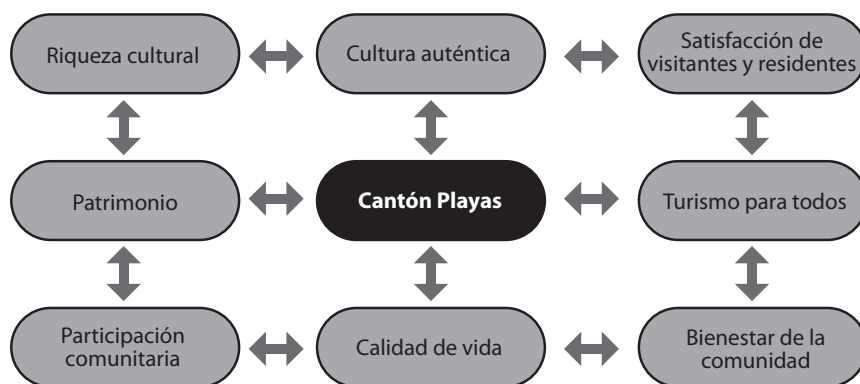 Riqueza cultural
Cultura auténtica
Satisfacción de
visitantes y residentes
Patrimonio
Cantón Playas
Turismo para todos
Participación
comunitaria
Calidad de vida
Bienestar de la
comunidad